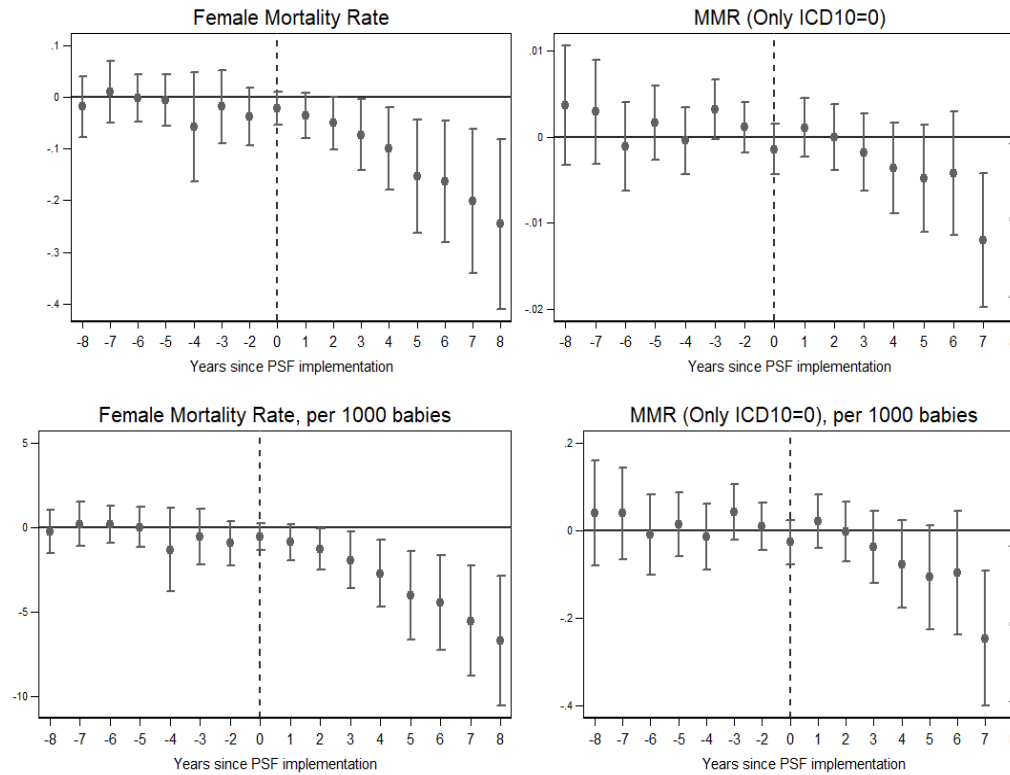 Female Mortality Rate
.1
0
-.1
-.2
-.3
-.4
-8 -7 -6 -5 -4 -3 -2 0 1 2 3 4 5 6 7 8
Years since PSF implementation
MMR (Only ICD10=0)
.01
0
-.01
-.02
-8 -7 -6 -5 -4 -3 -2 0 1 2 3 4 5 6 7
Years since PSF implementation
Female Mortality Rate, per 1000 babies
5
0
-5
-10
-8 -7 -6 -5 -4 -3 -2 0 1 2 3 4 5 6 7 8
Years since PSF implementation
MMR (Only ICD10=0), per 1000 babies
.2
0
-.2
-.4
-8 -7 -6 -5 -4 -3 -2 0 1 2 3 4 5 6 7
Years since PSF implementation